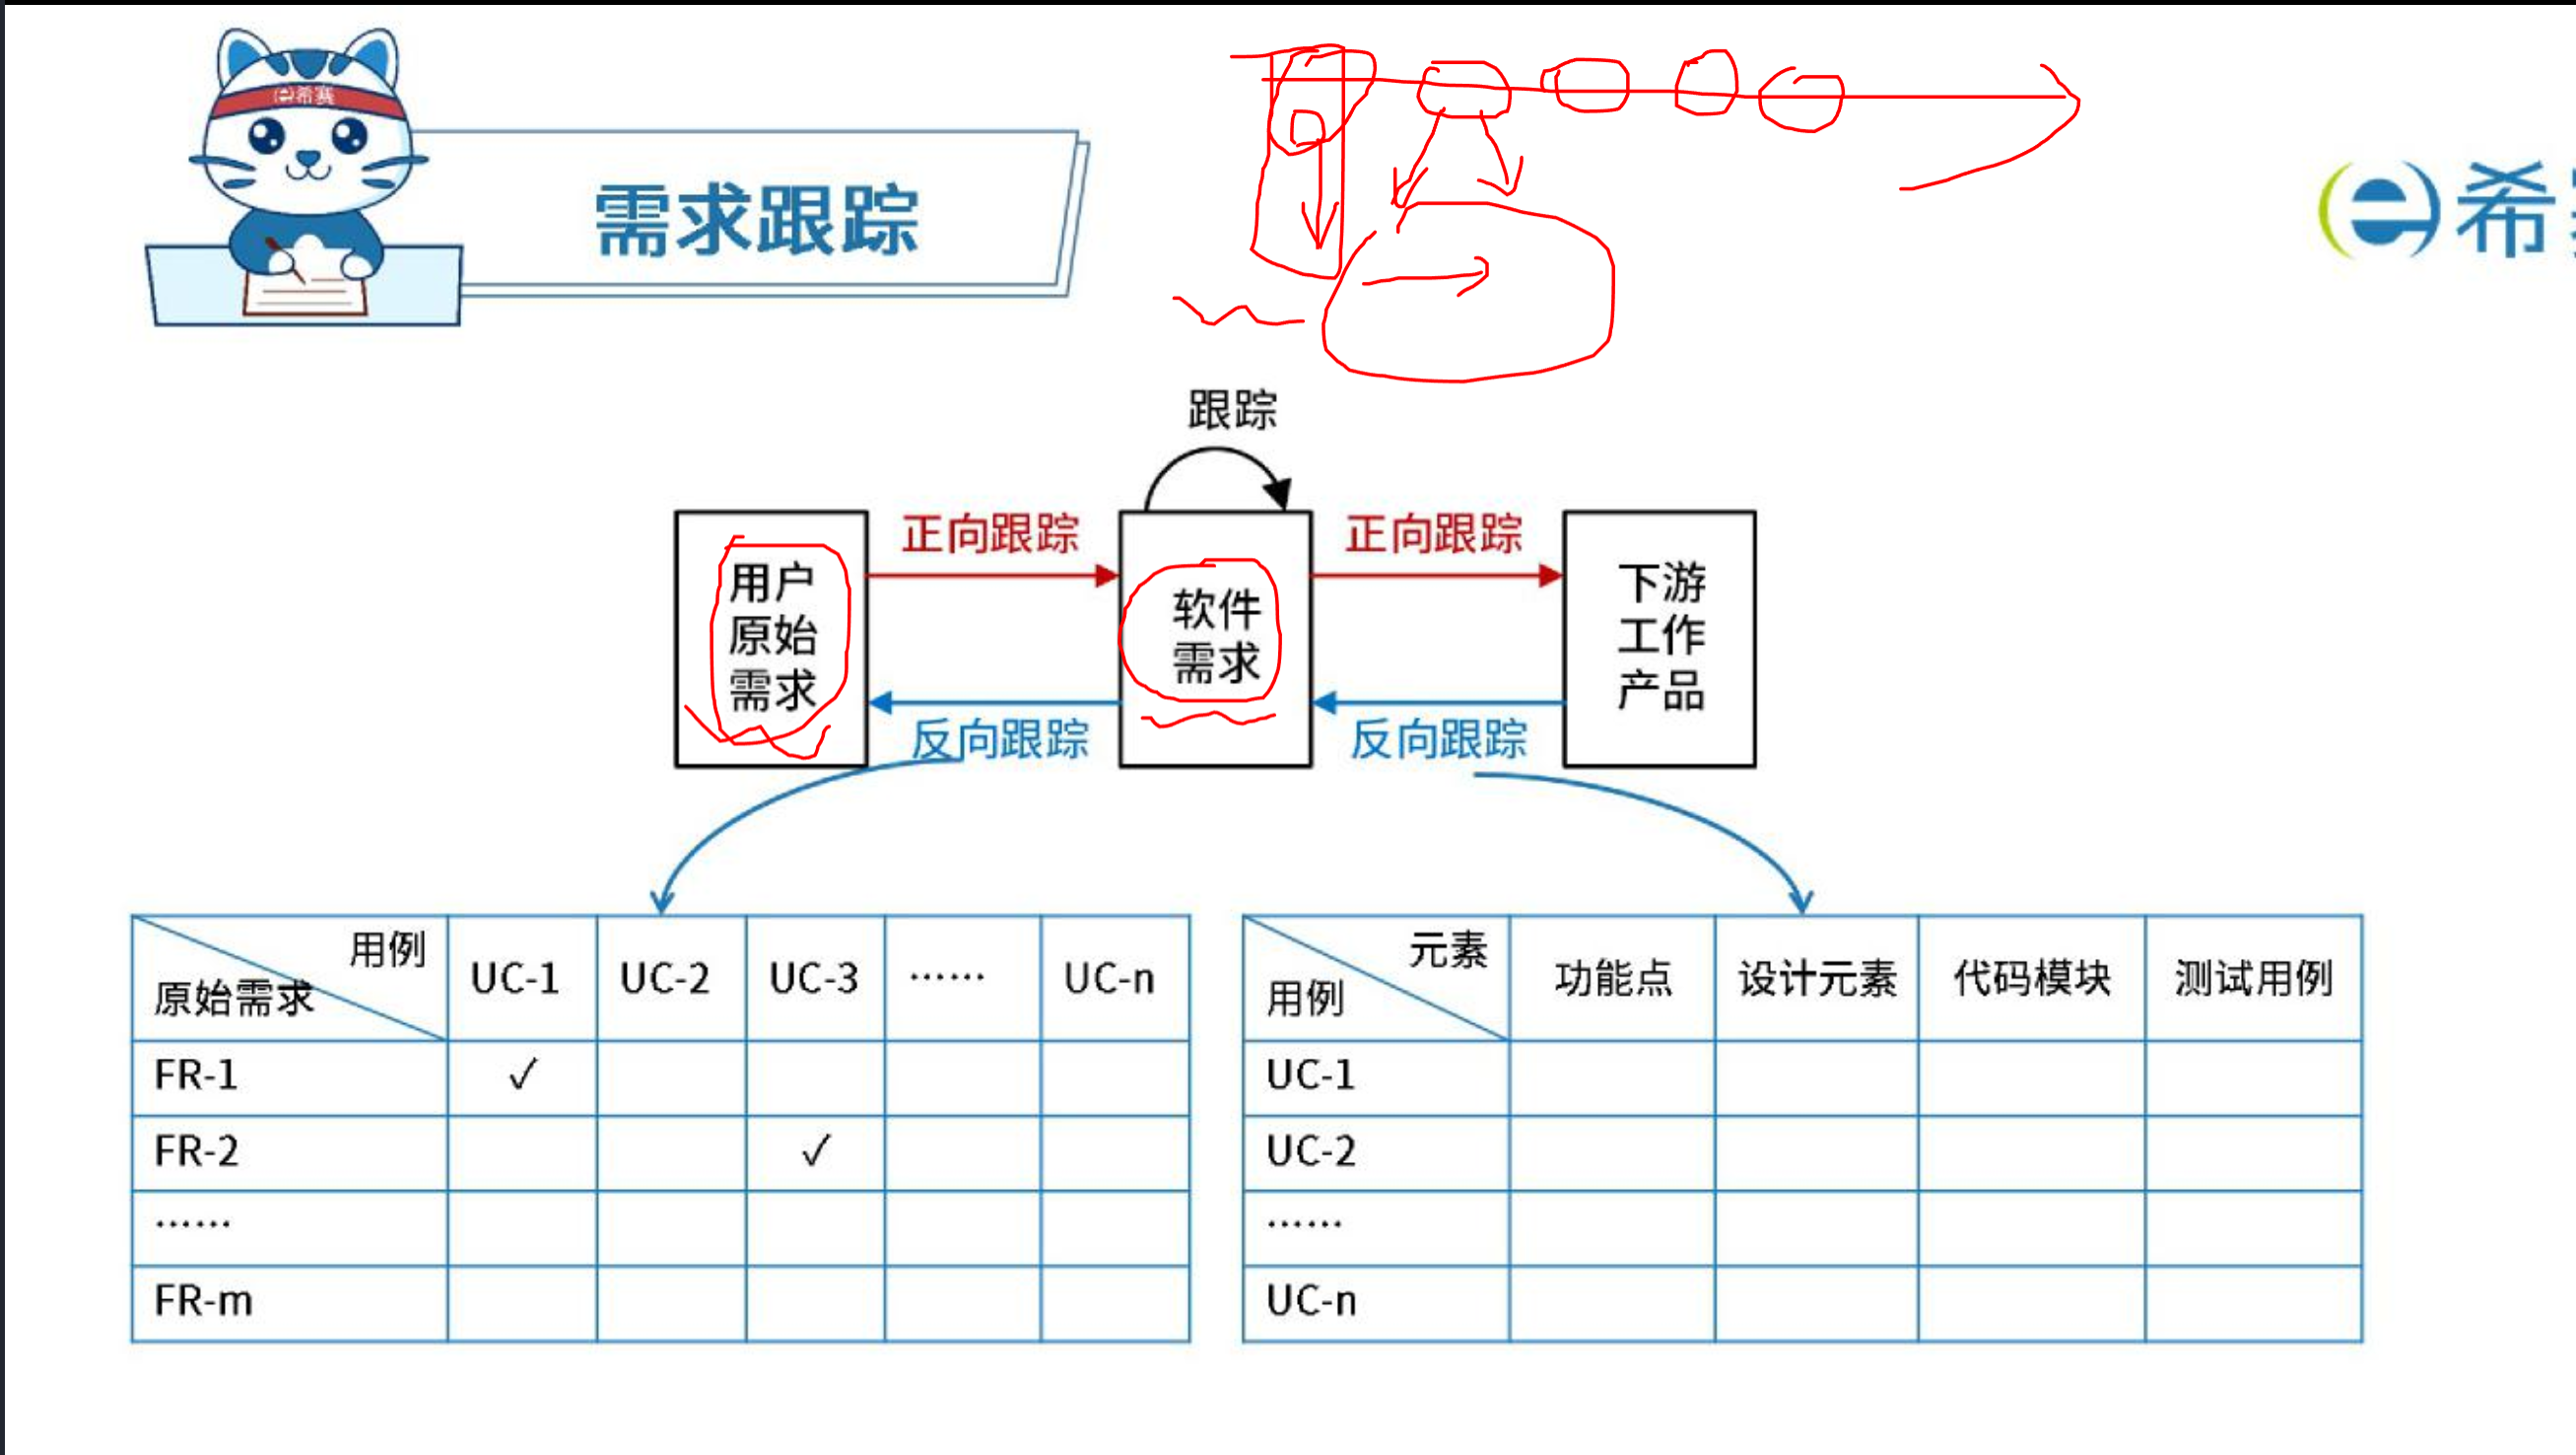 希赛
需求跟踪
希
跟踪
正向跟踪
正向跟踪
用户
原始
需求
软件
需求
下游
工作
产品
反向跟踪
反向跟踪
用例
原始需求
UC-1
UC-2
UC-3
……
UC-n
FR-1
✓
FR-2
✓
……
FR-m
元素
用例
功能点
设计元素
代码模块
测试用例
UC-1
UC-2
……
UC-n